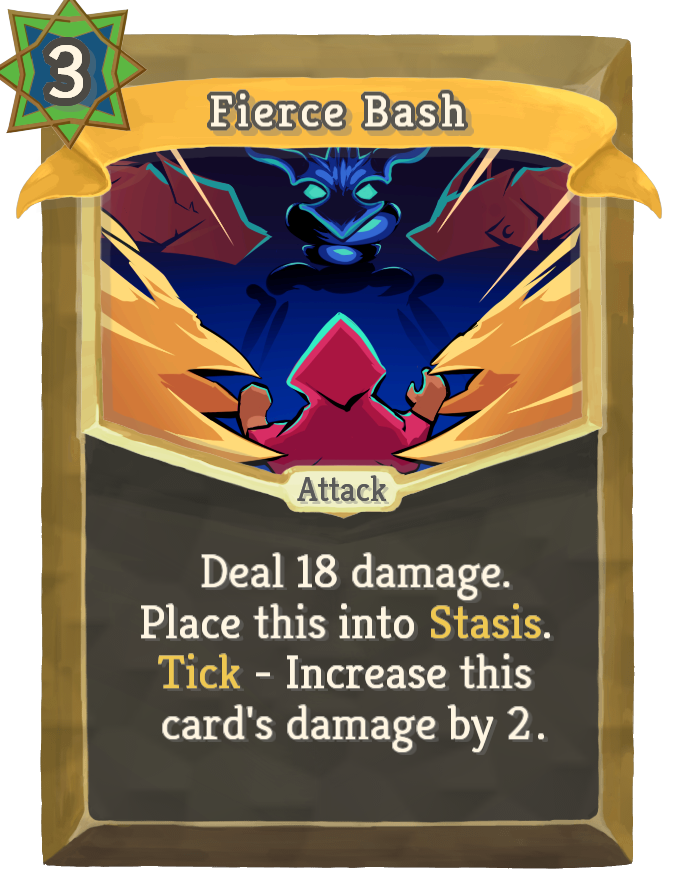 3
Fierce Bash
Attack
Deal 18 damage.
Place this into Stasis.
Tick - Increase this
card's damage by 2.